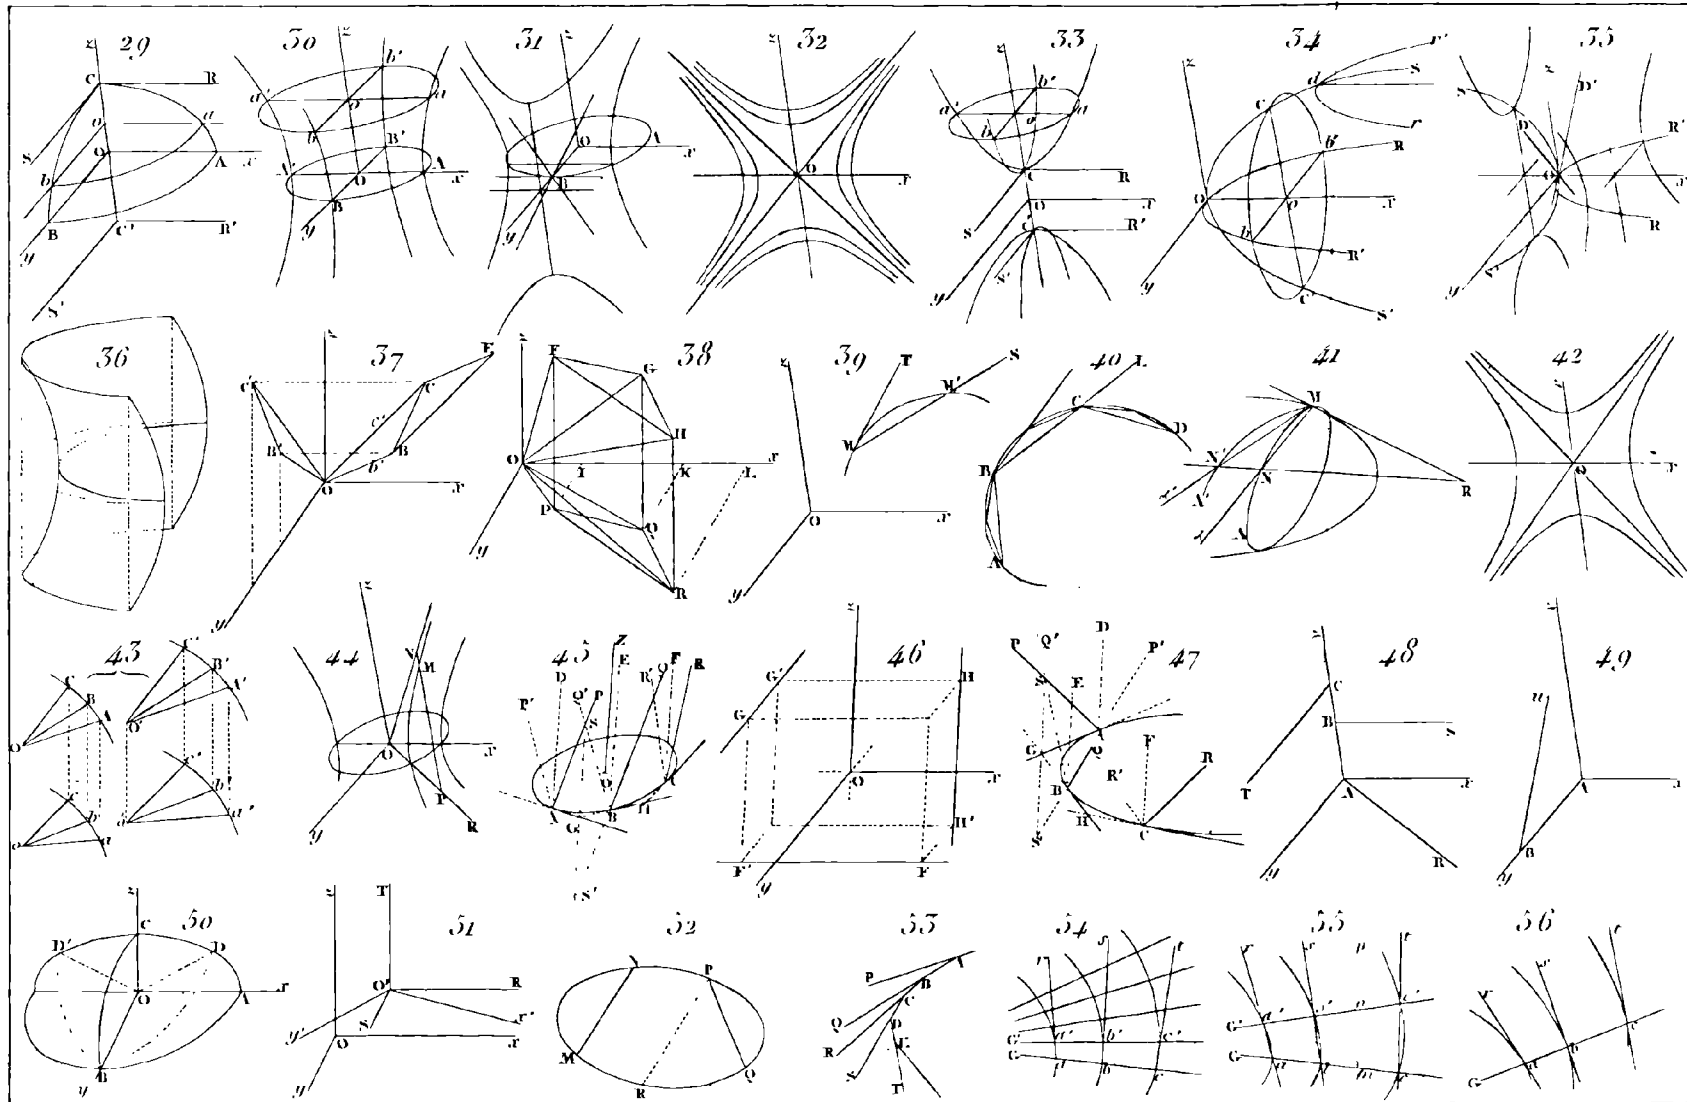 29 30 31 32 33 34 35
z C R o a S O A x b B C' R' y S'
z b' a' o a b B' A' O A x B y
z O A x B y
z O x
z b' a' o a b C R O x S C' R' y S'
z r' d S C r b' R O o x b R' C' y S'
S z D' D R' O x R S' y
36 37 38 39 40 41 42
z E C' C c' B' B b' O x y
z F G H O I K L x P Q y R
z T S M' M O x y
C L D B A
M N' N R A' A
z O x
43 44 45 46 47 48 49
C B A O C' B' A' O' c b a o c' b' a' o'
z N M O x P y R
Z E F R D R' Q P' Q' P S O A G B H C S'
z G' H G O x H' F' F y
P Q' D P' S E G A F R R' B H C S'
z C B S T A x y R
z u A x B y
50 51 52 53 54 55 56
z C D' D O A x B y
z T O' R r' y' S O x y
N P M Q R
A P B C Q D R E S T
r s t G' a' b' c' G a b c
r s p t a' s' o c' G' G a m c
r s t c b a G